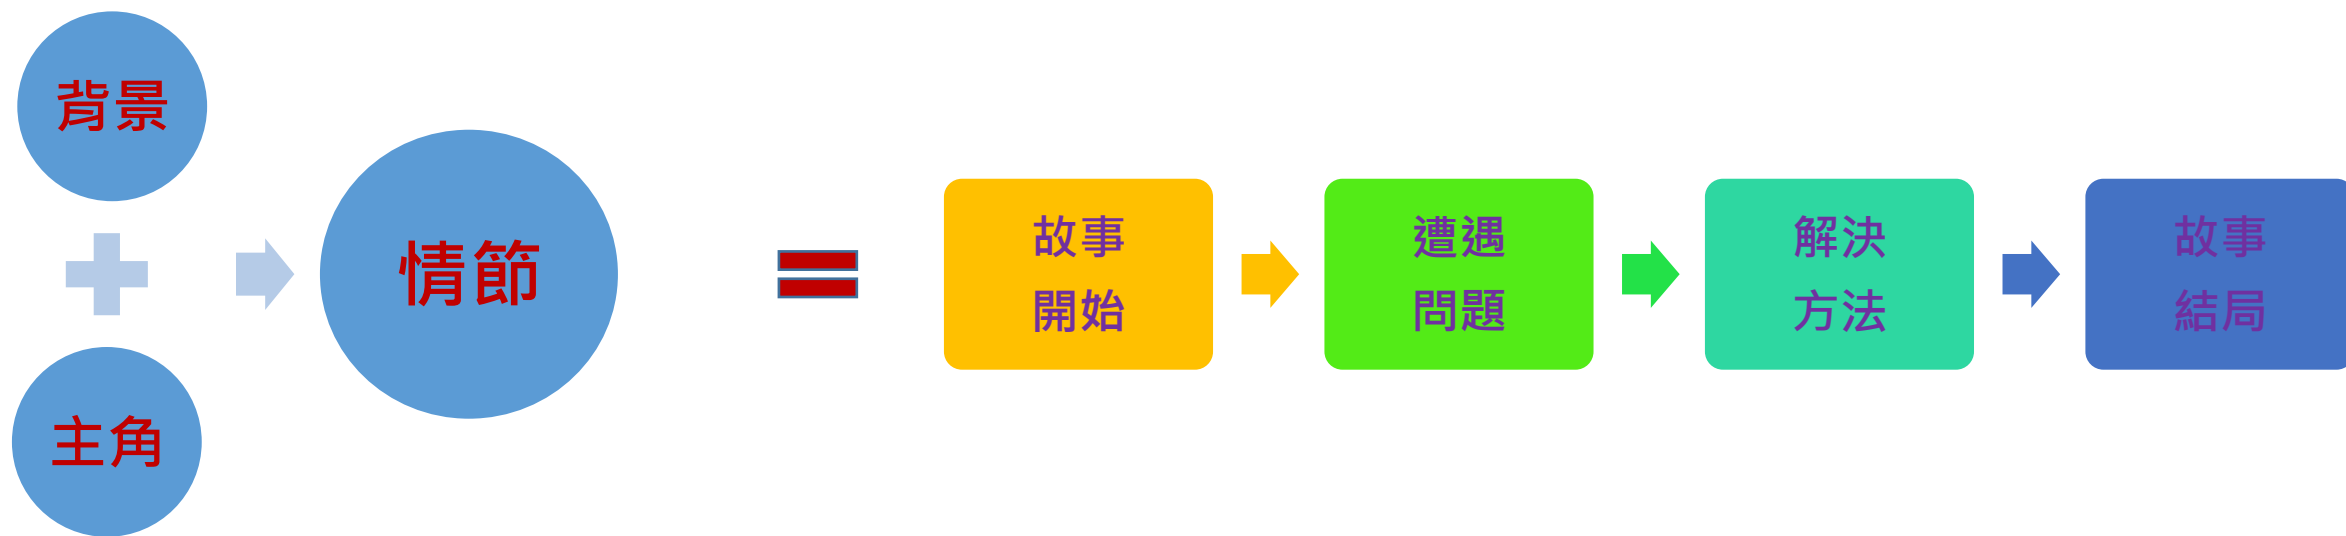 背景
主角
情節
故事
開始
遭遇
問題
解決
方法
故事
結局